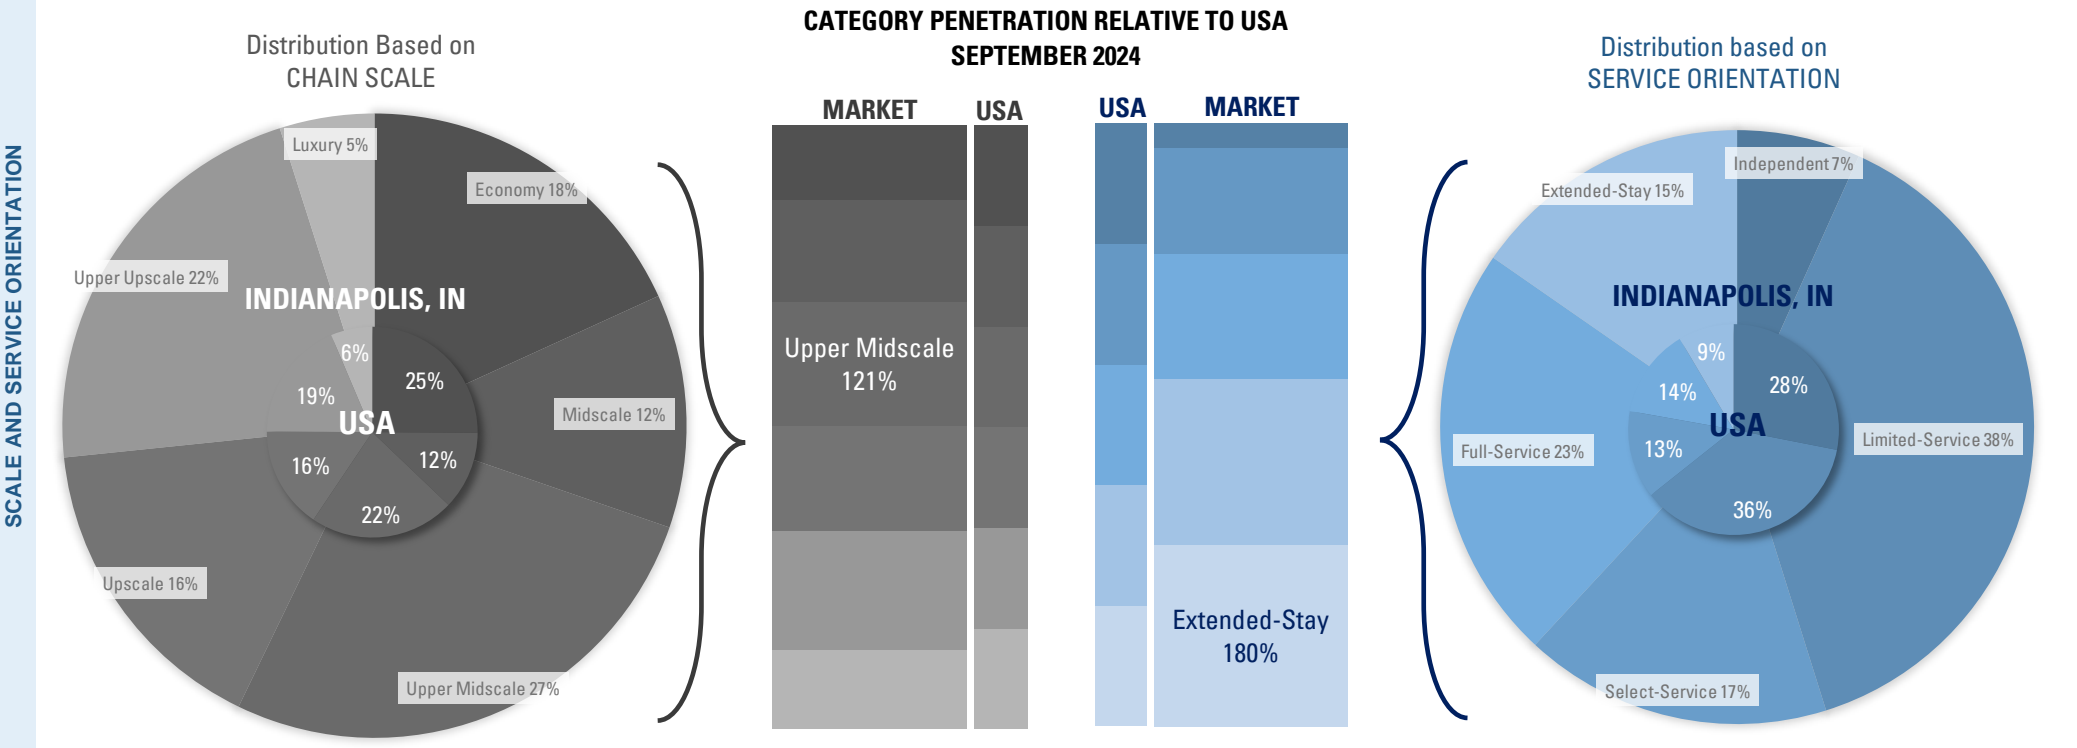 SCALE AND SERVICE ORIENTATION
CATEGORY PENETRATION RELATIVE TO USA
SEPTEMBER 2024
Distribution Based on
CHAIN SCALE
Luxury 5%
Economy 18%
Upper Upscale 22%
INDIANAPOLIS, IN
6%
25%
19%
USA
Midscale 12%
16%
12%
22%
Upscale 16%
Upper Midscale 27%
MARKET
USA
Upper Midscale
121%
USA
MARKET
Extended-Stay
180%
Distribution based on
SERVICE ORIENTATION
Independent 7%
Extended-Stay 15%
INDIANAPOLIS, IN
9%
28%
14%
USA
Limited-Service 38%
Full-Service 23%
13%
36%
Select-Service 17%